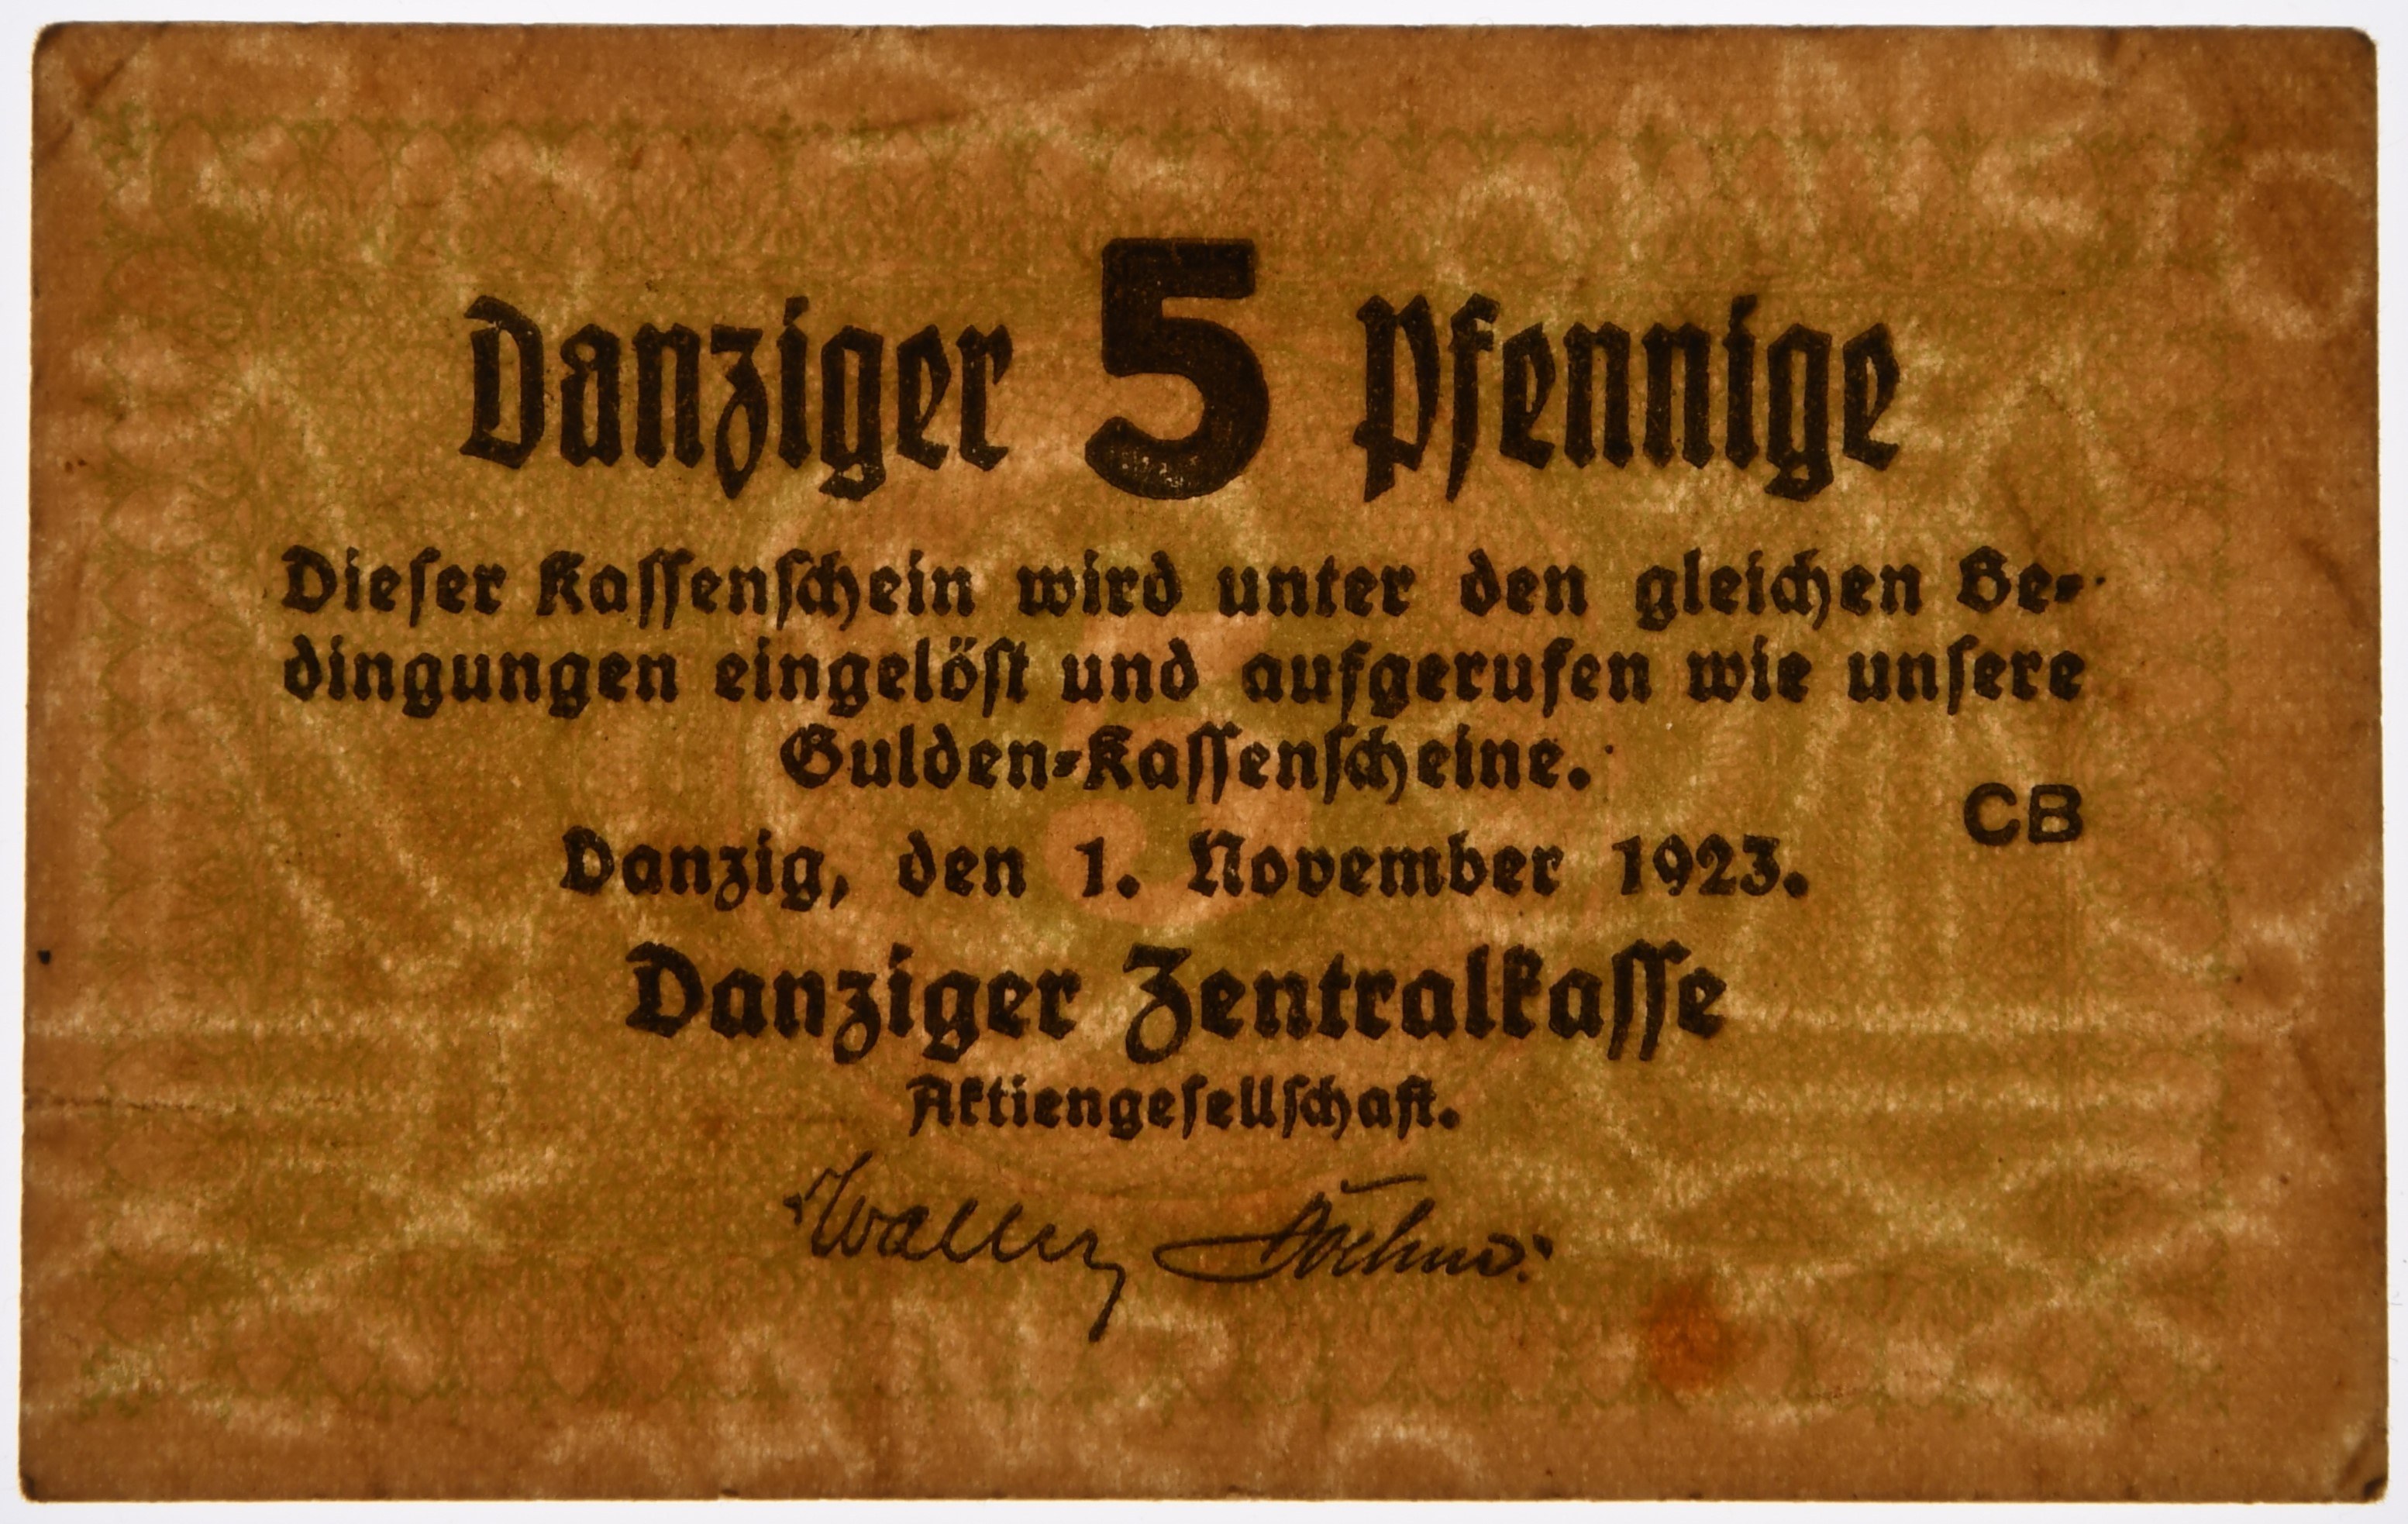 Danziger 5 Pfennige
Dieser Kassenschein wird unter den gleichen Be-
dingungen eingelöst und aufgerufen wie unsere
Gulden-Kassenscheine.
CB
Danzig, den 1. November 1923.
Danziger Zentralkasse
Aktiengesellschaft.